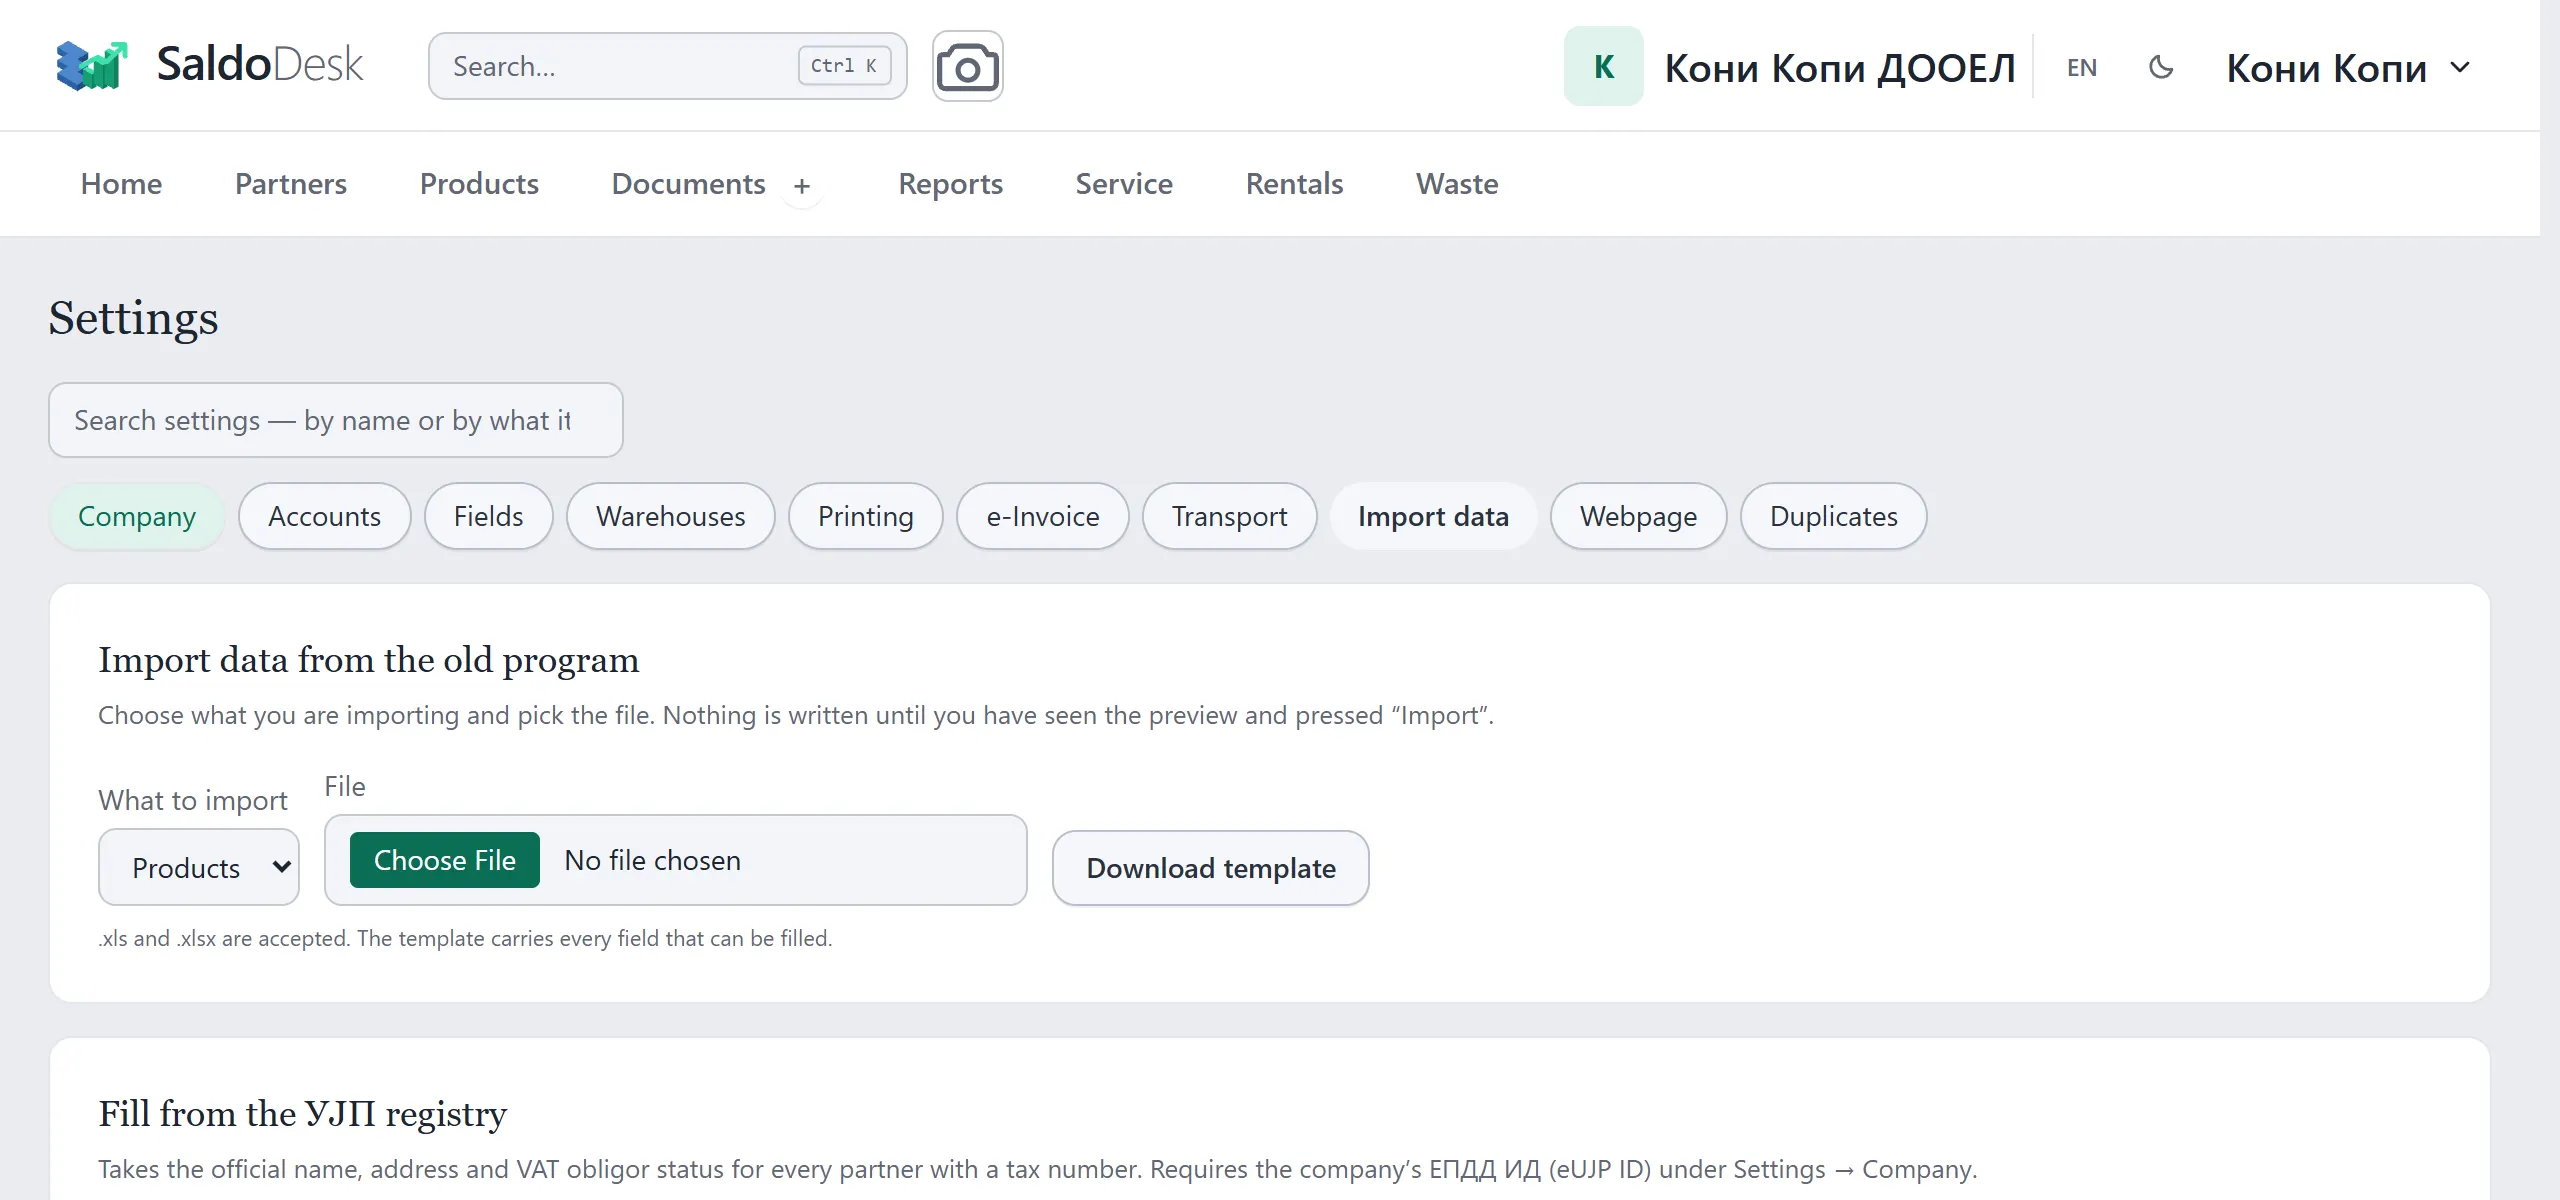 SaldoDesk
Search...
Ctrl K
К
Кони Копи ДООЕЛ
EN
Кони Копи
Home
Partners
Products
Documents
+
Reports
Service
Rentals
Waste
Settings
Search settings — by name or by what it
Company
Accounts
Fields
Warehouses
Printing
e-Invoice
Transport
Import data
Webpage
Duplicates
Import data from the old program
Choose what you are importing and pick the file. Nothing is written until you have seen the preview and pressed “Import”.
What to import
File
Products
Choose File
No file chosen
Download template
.xls and .xlsx are accepted. The template carries every field that can be filled.
Fill from the УЈП registry
Takes the official name, address and VAT obligor status for every partner with a tax number. Requires the company’s ЕПДД ИД (eUJP ID) under Settings → Company.